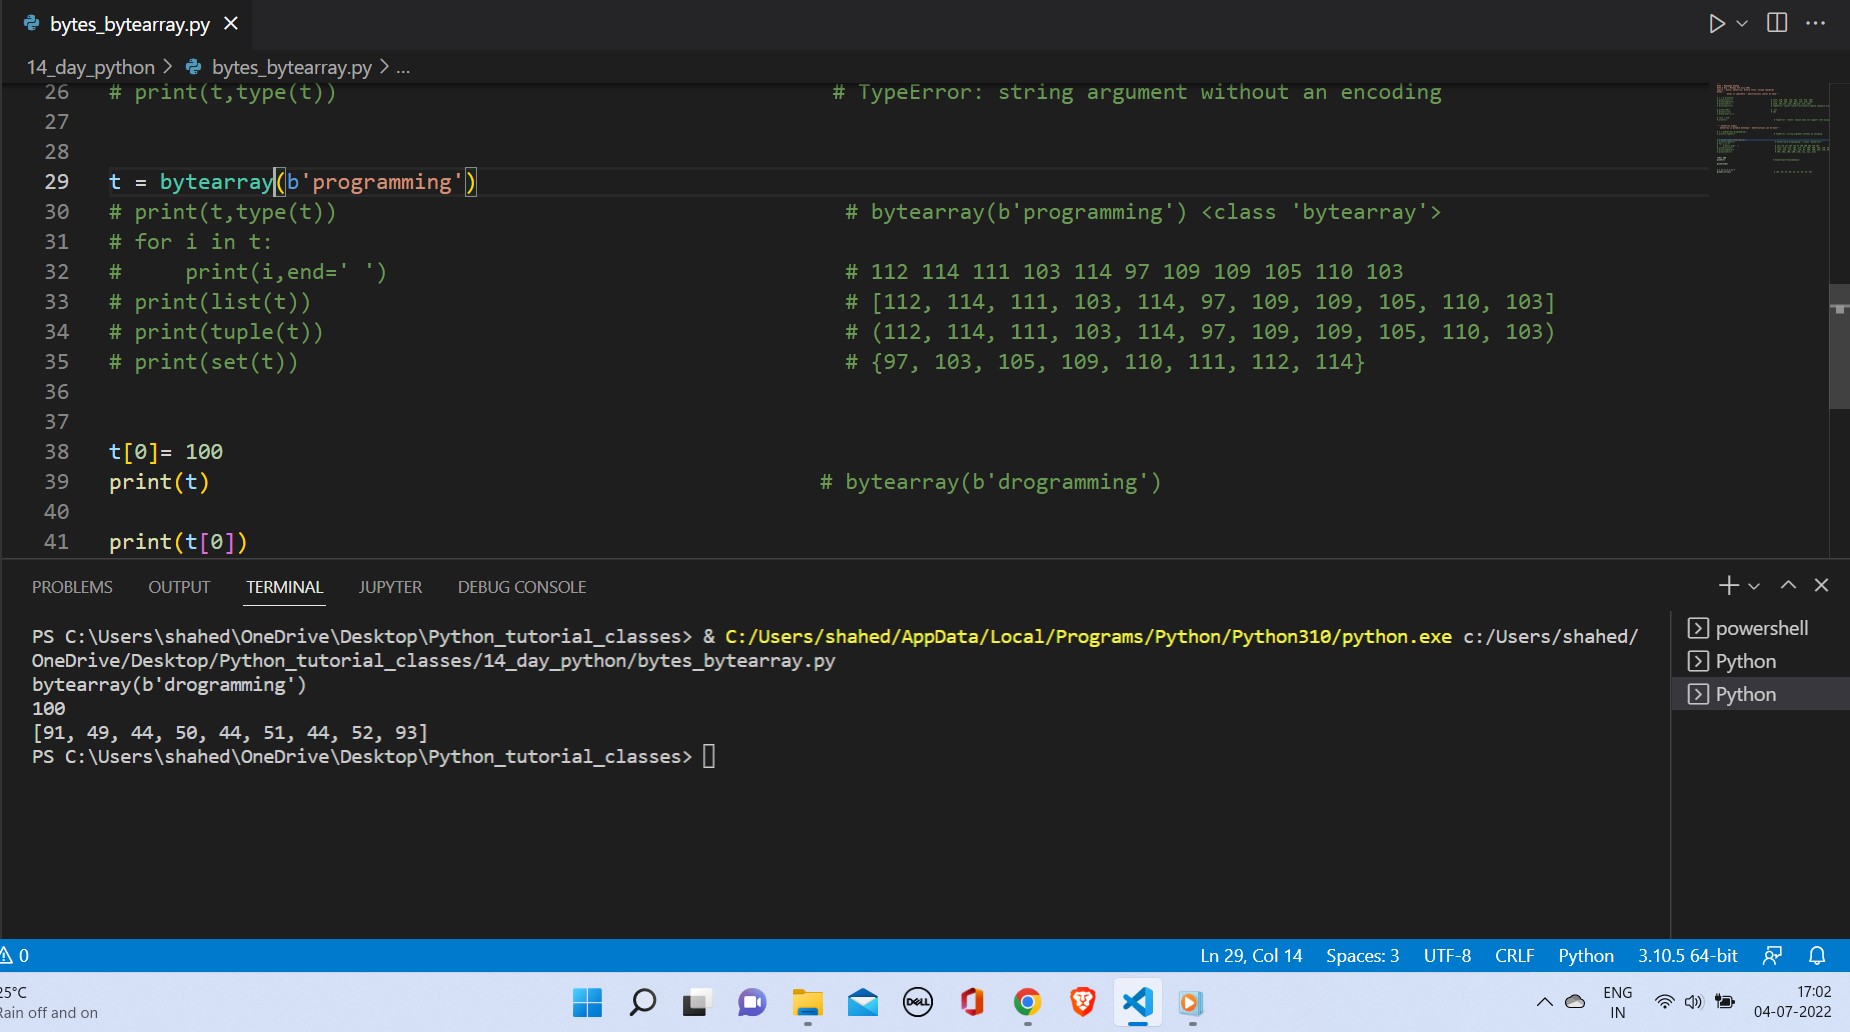 bytes_bytearray.py
14_day_python > bytes_bytearray.py > ...
26 # print(t,type(t)) # TypeError: string argument without an encoding
27
28
29 t = bytearray(b'programming')
30 # print(t,type(t)) # bytearray(b'programming') <class 'bytearray'>
31 # for i in t:
32 #     print(i,end=' ') # 112 114 111 103 114 97 109 109 105 110 103
33 # print(list(t)) # [112, 114, 111, 103, 114, 97, 109, 109, 105, 110, 103]
34 # print(tuple(t)) # (112, 114, 111, 103, 114, 97, 109, 109, 105, 110, 103)
35 # print(set(t)) # {97, 103, 105, 109, 110, 111, 112, 114}
36
37
38 t[0]= 100
39 print(t) # bytearray(b'drogramming')
40
41 print(t[0])
PROBLEMS OUTPUT TERMINAL JUPYTER DEBUG CONSOLE
PS C:\Users\shahed\OneDrive\Desktop\Python_tutorial_classes> & C:/Users/shahed/AppData/Local/Programs/Python/Python310/python.exe c:/Users/shahed/
OneDrive/Desktop/Python_tutorial_classes/14_day_python/bytes_bytearray.py
bytearray(b'drogramming')
100
[91, 49, 44, 50, 44, 51, 44, 52, 93]
PS C:\Users\shahed\OneDrive\Desktop\Python_tutorial_classes>
powershell
Python
Python
0 Ln 29, Col 14 Spaces: 3 UTF-8 CRLF Python 3.10.5 64-bit
25°C
Rain off and on
DELL
ENG
IN
17:02
04-07-2022